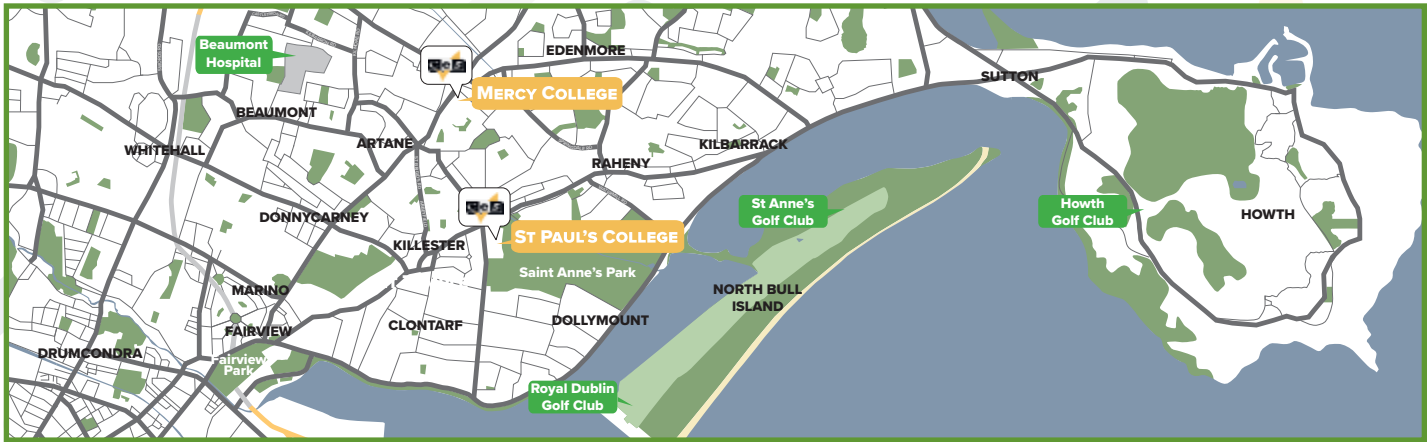 Beaumont
Hospital
EDENMORE
MERCY COLLEGE
SUTTON
BEAUMONT
WHITEHALL
ARTANE
KILBARRACK
RAHENY
St Anne's
Golf Club
Howth
Golf Club
HOWTH
DONNYCARNEY
ST PAUL'S COLLEGE
KILLESTER
Saint Anne's Park
MARINO
NORTH BULL
ISLAND
FAIRVIEW
CLONTARF
DOLLYMOUNT
DRUMCONDRA
Fairview
Park
Royal Dublin
Golf Club